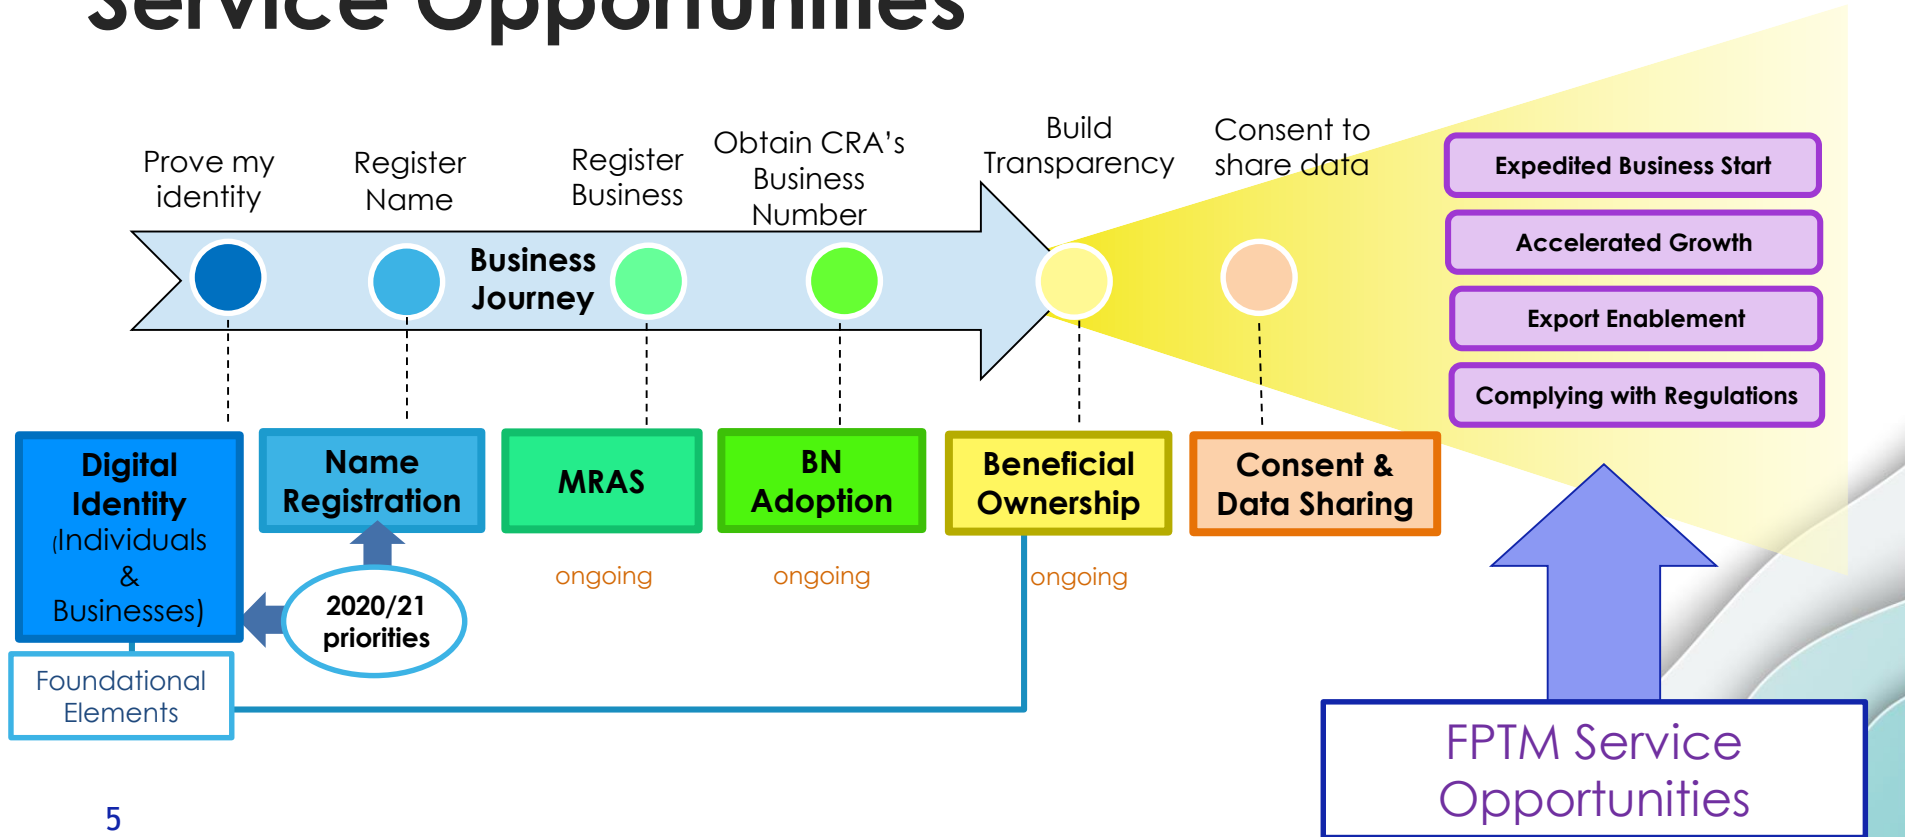 Service Opportunities
Prove my
identity
Register
Name
Register
Business
Obtain CRA's
Business
Number
Build
Transparency
Consent to
share data
Business
Journey
Expedited Business Start
Accelerated Growth
Export Enablement
Complying with Regulations
Digital
Identity
(Individuals
&
Businesses)
Name
Registration
MRAS
BN
Adoption
Beneficial
Ownership
Consent &
Data Sharing
ongoing
ongoing
ongoing
2020/21
priorities
Foundational
Elements
FPTM Service
Opportunities
5